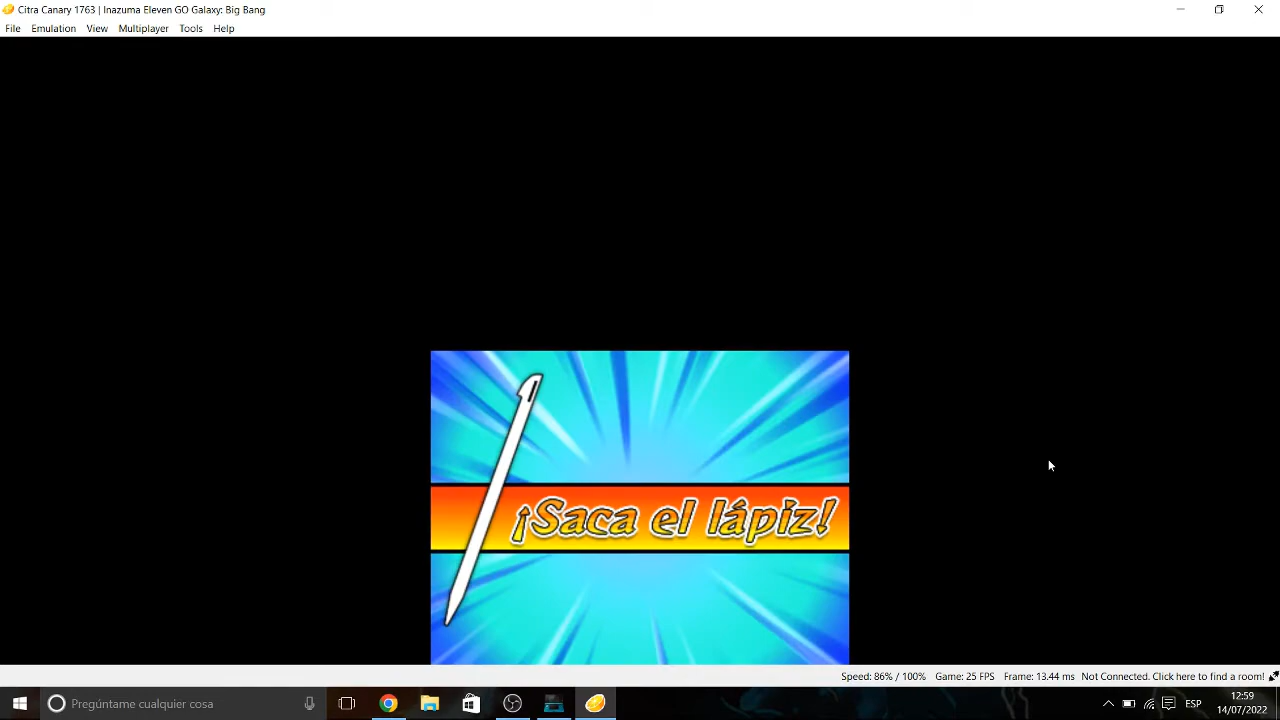 Citra Canary 1763 | Inazuma Eleven GO Galaxy: Big Bang
File Emulation View Multiplayer Tools Help
¡Saca el lápiz!
Speed: 86% / 100% Game: 25 FPS Frame: 13.44 ms Not Connected. Click here to find a room!
Pregúntame cualquier cosa
ESP
12:59
14/07/2022